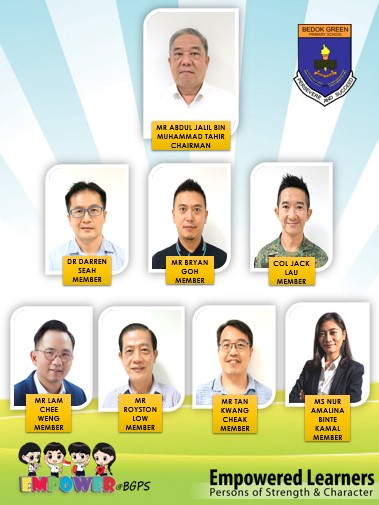 BEDOK GREEN
PRIMARY SCHOOL
PERSEVERE AND SUCCEED
MR ABDUL JALIL BIN
MUHAMMAD TAHIR
CHAIRMAN
DR DARREN
SEAH
MEMBER
MR BRYAN
GOH
MEMBER
COL JACK
LAU
MEMBER
MR LAM
CHEE
WENG
MEMBER
MR
ROYSTON
LOW
MEMBER
MR TAN
KWANG
CHEAK
MEMBER
MS NUR
AMALINA
BINTE
KAMAL
MEMBER
EMPOWER@BGPS
Empowered Learners
Persons of Strength & Character